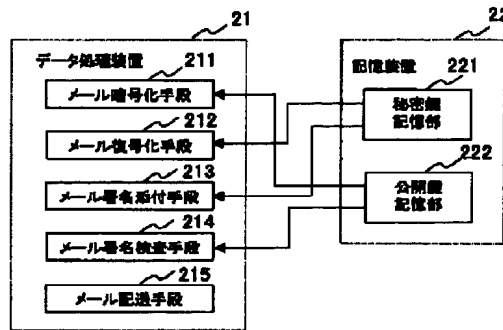 21
データ処理装置
211
メール暗号化手段
212
メール復号化手段
213
メール署名添付手段
214
メール署名検査手段
215
メール配送手段
22
記憶装置
221
秘密鍵
記憶部
222
公開鍵
記憶部